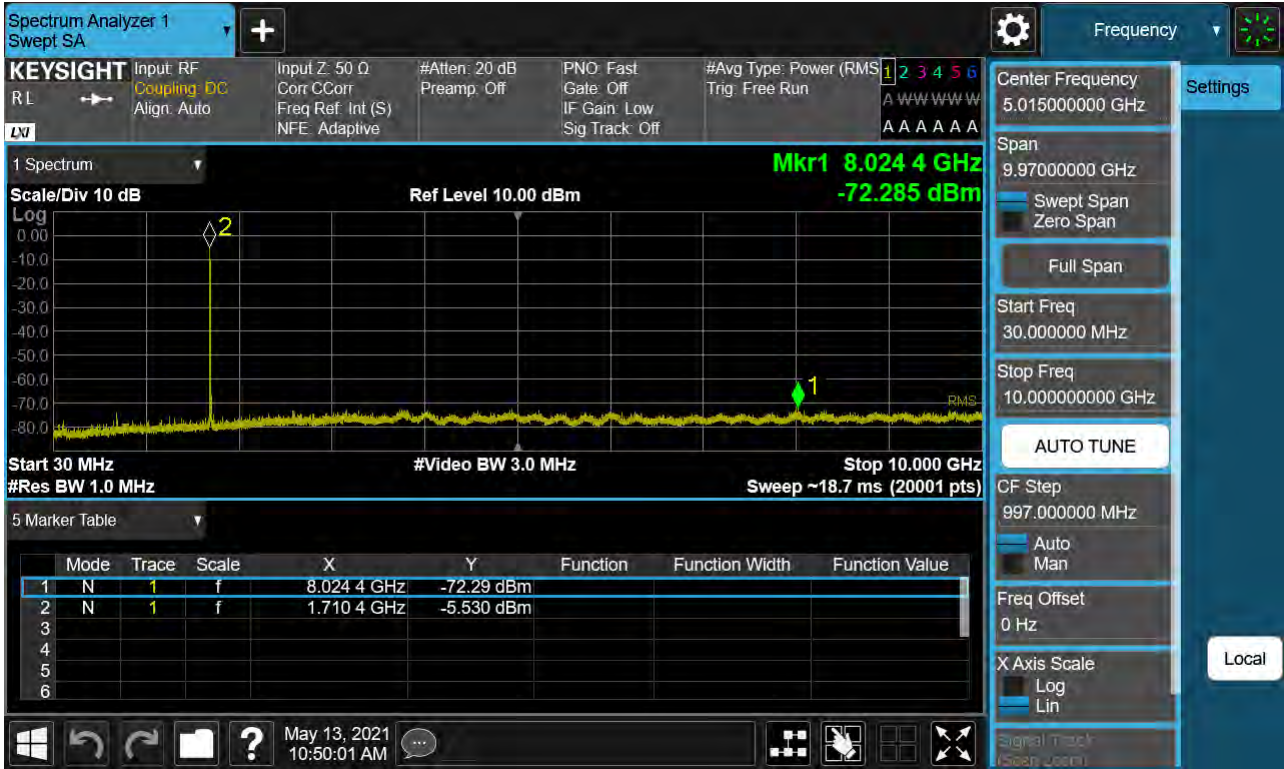 Spectrum Analyzer 1
Swept SA
Frequency
KEYSIGHT
RL
LXI
Input: RF
Coupling: DC
Align: Auto
Input Z: 50 Ω
Corr CCorr
Freq Ref: Int (S)
NFE: Adaptive
#Atten: 20 dB
Preamp: Off
PNO: Fast
Gate: Off
IF Gain: Low
Sig Track: Off
#Avg Type: Power (RMS
Trig: Free Run
1 2 3 4 5 6
A W W W W W
A A A A A A
1 Spectrum
Mkr1 8.024 4 GHz
-72.285 dBm
Scale/Div 10 dB
Ref Level 10.00 dBm
Log
0.00
-10.0
-20.0
-30.0
-40.0
-50.0
-60.0
-70.0
-80.0
2
1
RMS
Start 30 MHz
#Video BW 3.0 MHz
Stop 10.000 GHz
#Res BW 1.0 MHz
Sweep ~18.7 ms (20001 pts)
5 Marker Table
Mode Trace Scale X Y Function Function Width Function Value
1 N 1 f 8.024 4 GHz -72.29 dBm
2 N 1 f 1.710 4 GHz -5.530 dBm
3
4
5
6
May 13, 2021
10:50:01 AM
Center Frequency
5.015000000 GHz
Settings
Span
9.97000000 GHz
Swept Span
Zero Span
Full Span
Start Freq
30.000000 MHz
Stop Freq
10.000000000 GHz
AUTO TUNE
CF Step
997.000000 MHz
Auto
Man
Freq Offset
0 Hz
X Axis Scale
Log
Lin
Local
Signal Track
(Span Zoom)